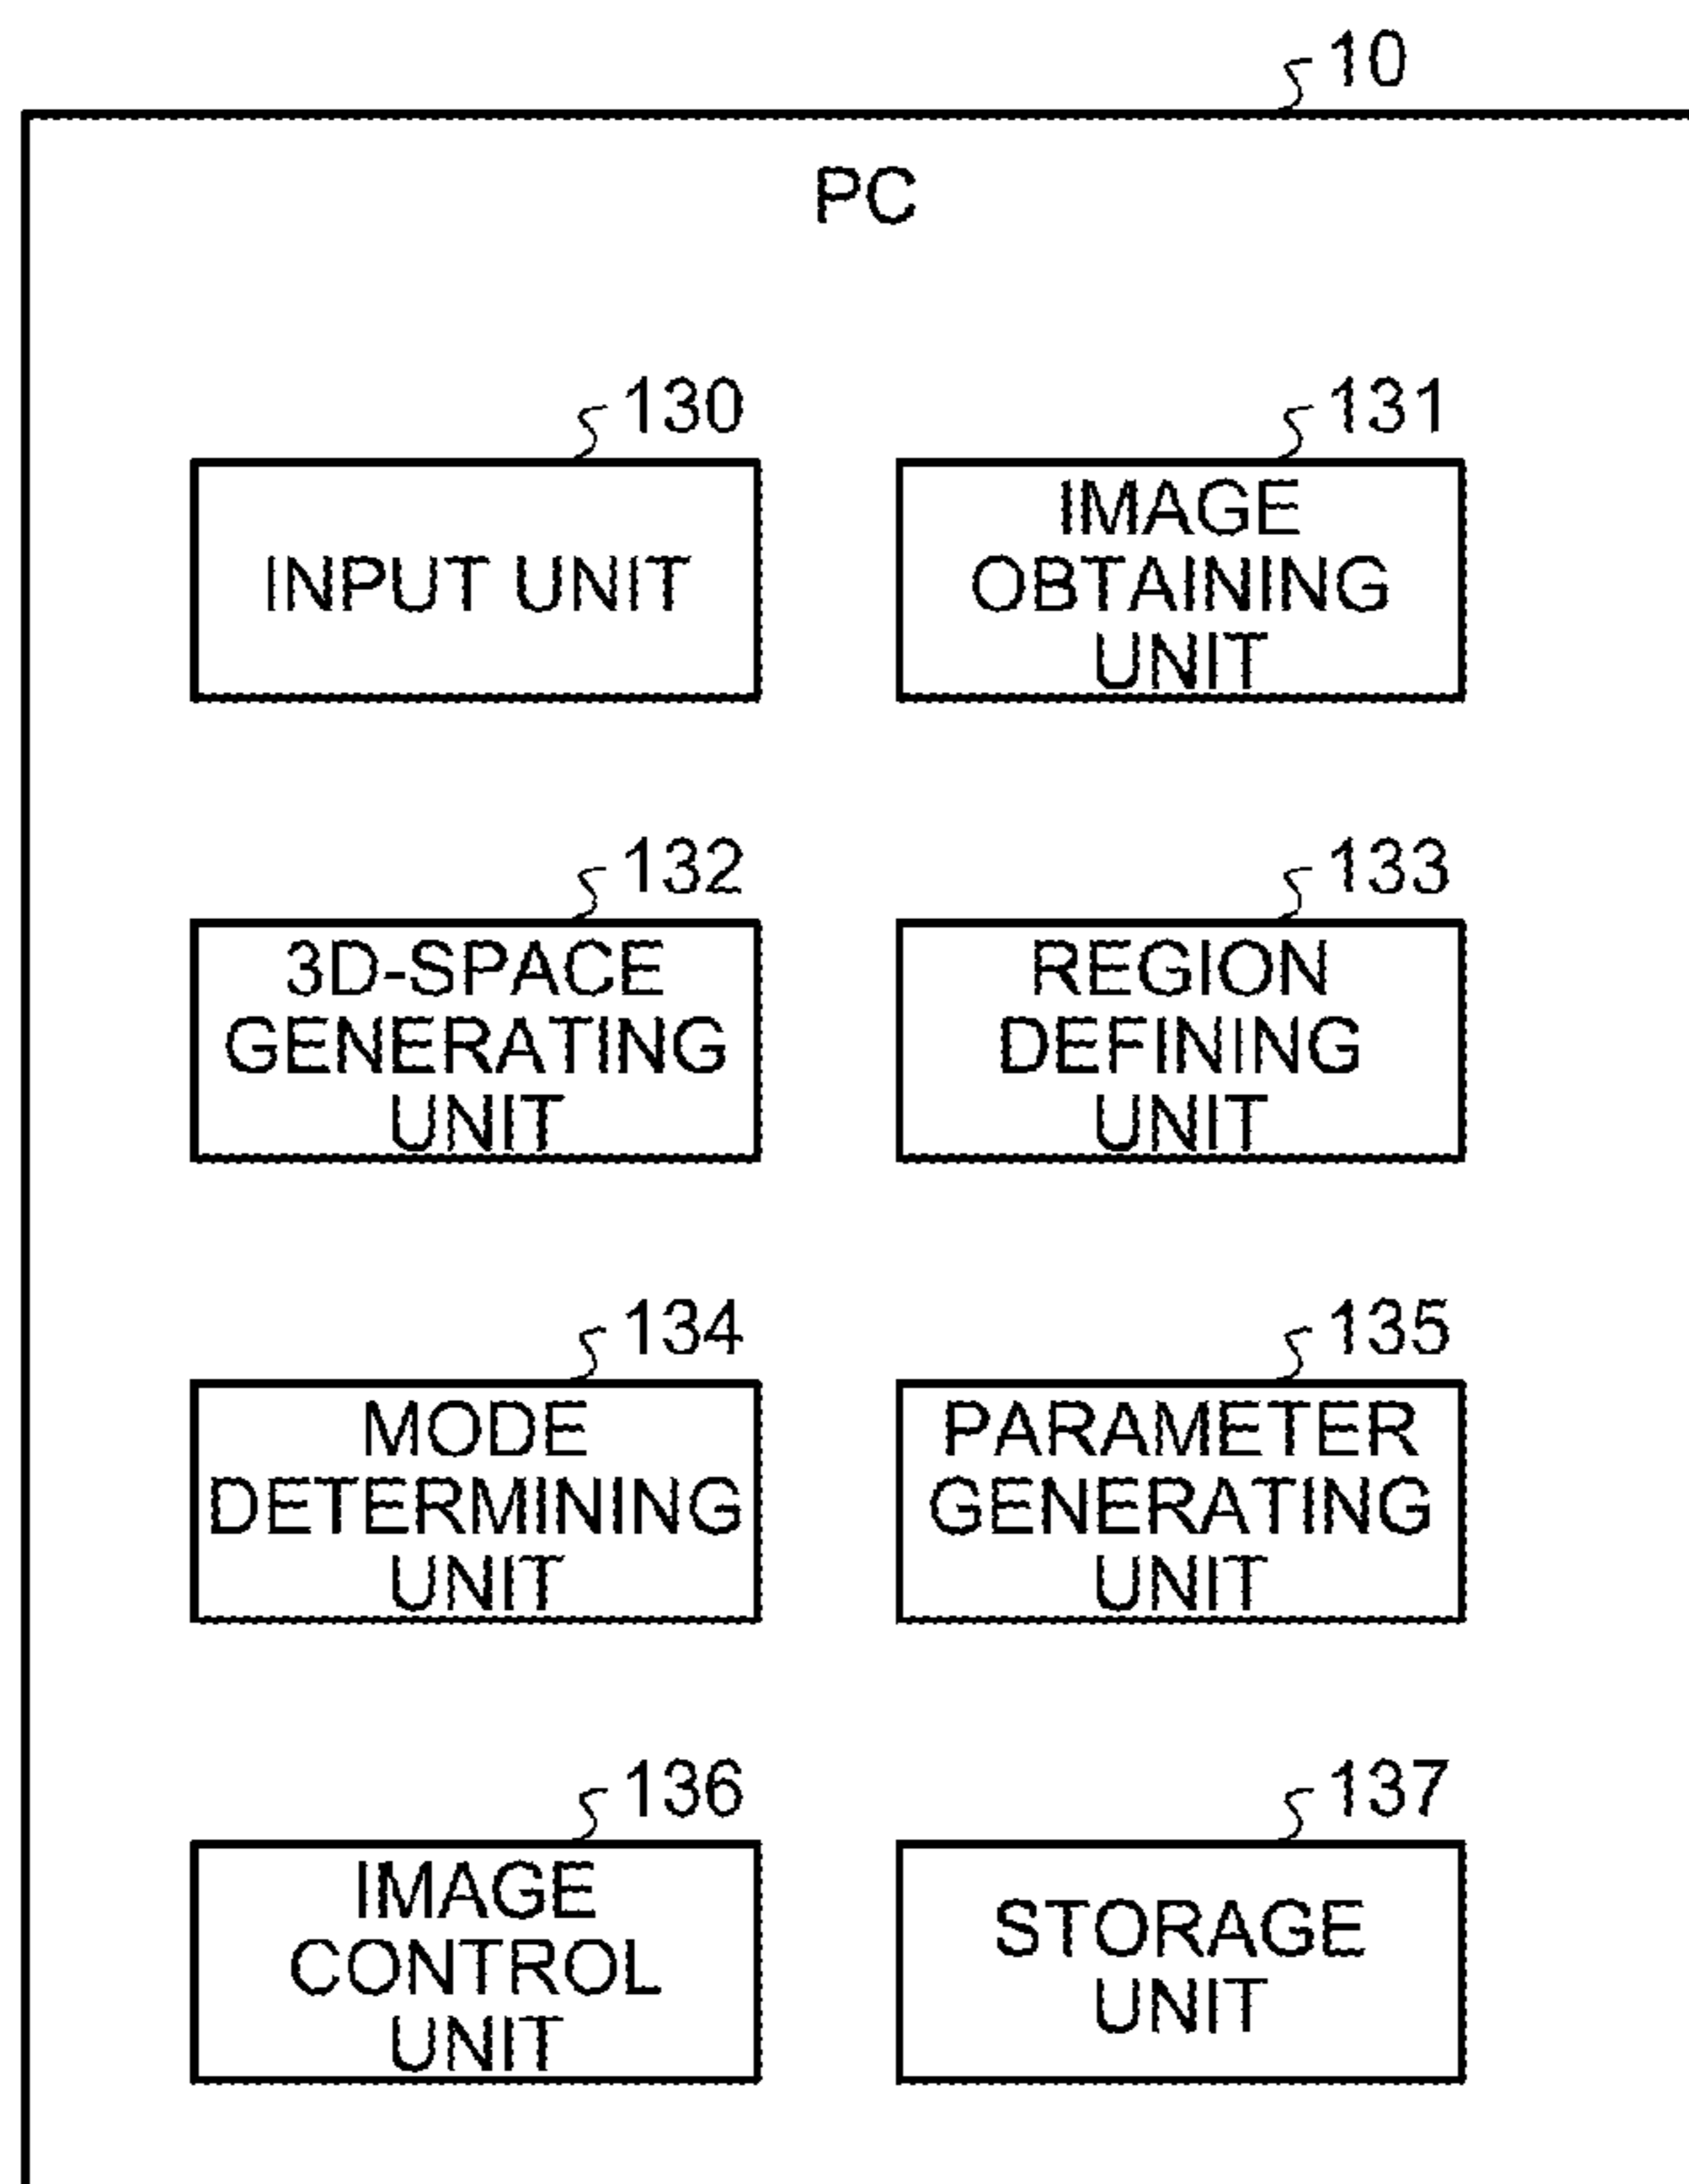 10
PC
130
INPUT UNIT
131
IMAGE
OBTAINING
UNIT
132
3D-SPACE
GENERATING
UNIT
133
REGION
DEFINING
UNIT
134
MODE
DETERMINING
UNIT
135
PARAMETER
GENERATING
UNIT
136
IMAGE
CONTROL
UNIT
137
STORAGE
UNIT